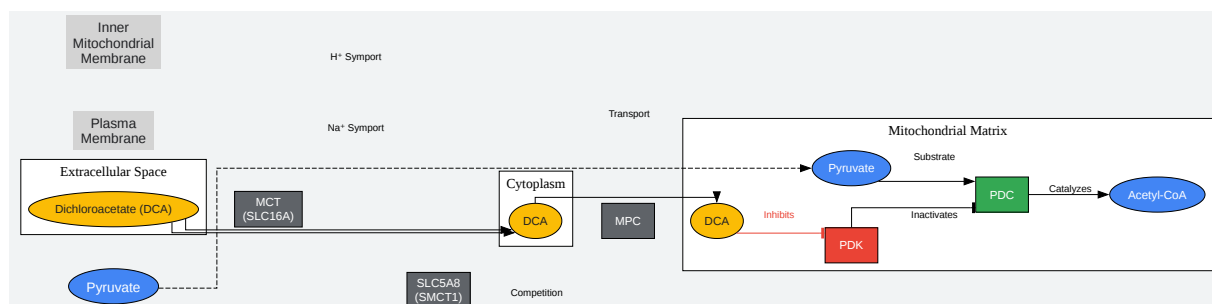 Inner
Mitochondrial
Membrane
H⁺ Symport
Plasma
Membrane
Na⁺ Symport
Transport
Mitochondrial Matrix
Extracellular Space
Dichloroacetate (DCA)
MCT
(SLC16A)
Cytoplasm
DCA
MPC
DCA
Inhibits
PDK
Pyruvate
Substrate
Inactivates
PDC
Catalyzes
Acetyl-CoA
Pyruvate
SLC5A8
(SMCT1)
Competition